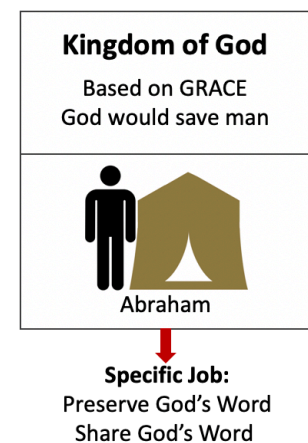 Kingdom of God
Based on GRACE
God would save man
Abraham
Specific Job:
Preserve God’s Word
Share God’s Word